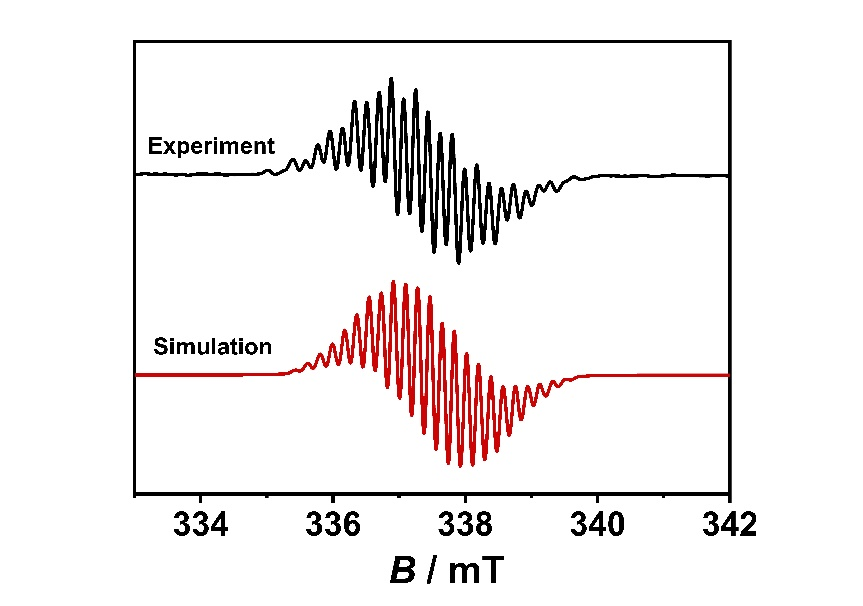 Experiment
Simulation
334 336 338 340 342
B / mT